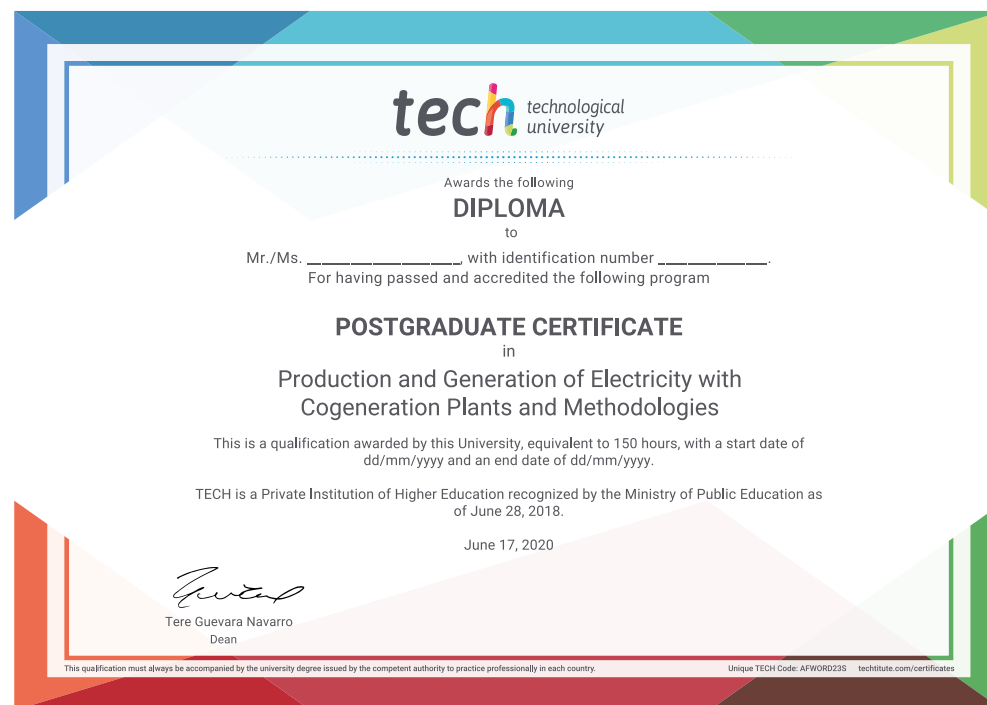 tech technological
university
Awards the following
DIPLOMA
to
Mr./Ms. ____________________, with identification number ______________.
For having passed and accredited the following program
POSTGRADUATE CERTIFICATE
in
Production and Generation of Electricity with
Cogeneration Plants and Methodologies
This is a qualification awarded by this University, equivalent to 150 hours, with a start date of
dd/mm/yyyy and an end date of dd/mm/yyyy.
TECH is a Private Institution of Higher Education recognized by the Ministry of Public Education as
of June 28, 2018.
June 17, 2020
Tere Guevara Navarro
Dean
This qualification must always be accompanied by the university degree issued by the competent authority to practice professionally in each country.
Unique TECH Code: AFWORD23S techtitute.com/certificates